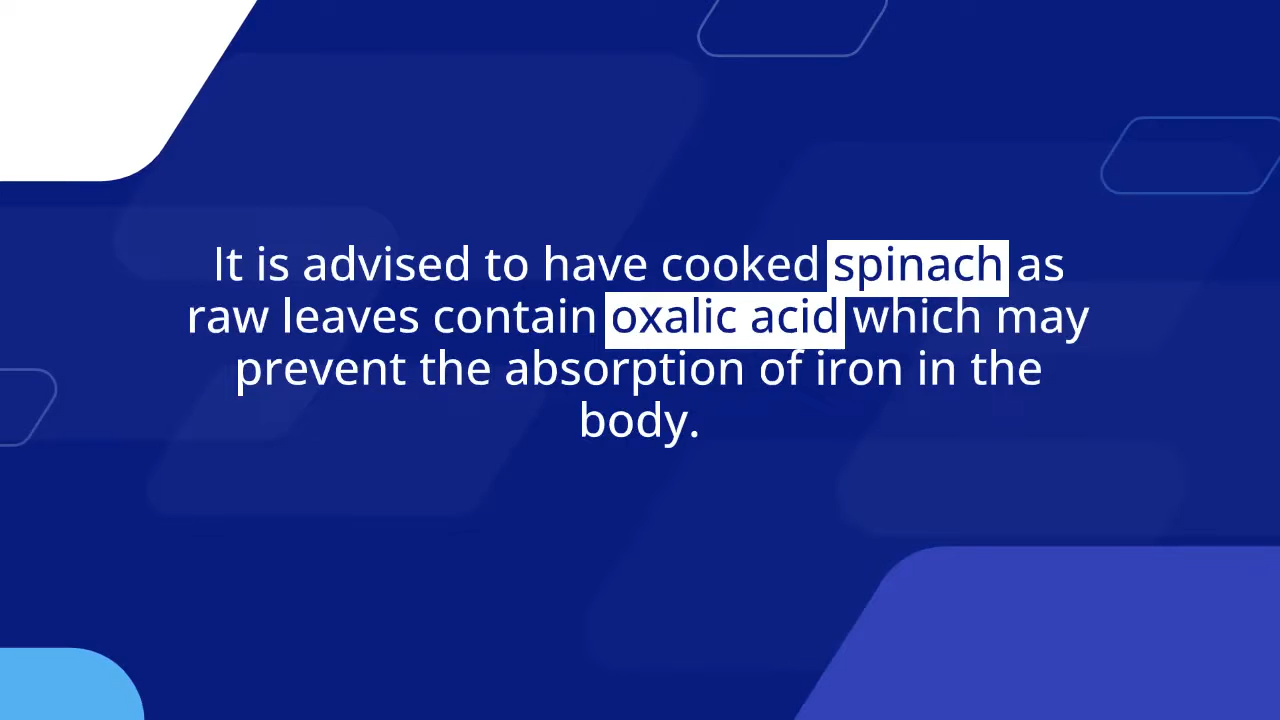 It is advised to have cooked spinach as
raw leaves contain oxalic acid which may
prevent the absorption of iron in the
body.